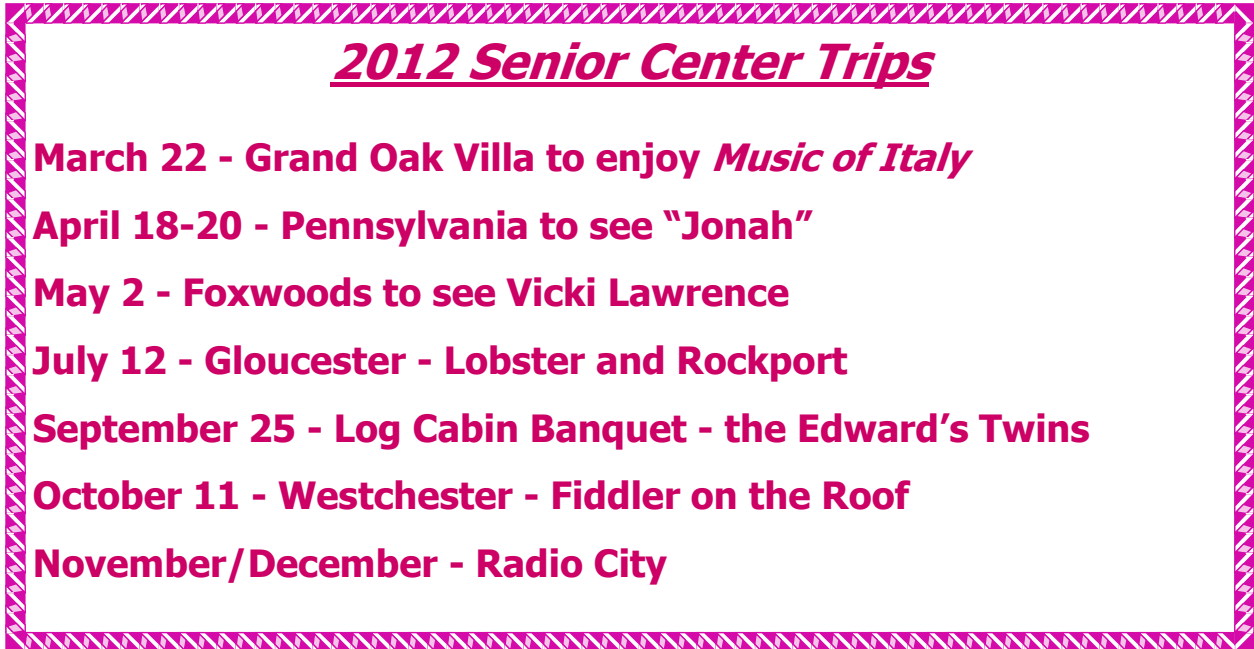 2012 Senior Center Trips
March 22 - Grand Oak Villa to enjoy Music of Italy
April 18-20 - Pennsylvania to see “Jonah”
May 2 - Foxwoods to see Vicki Lawrence
July 12 - Gloucester - Lobster and Rockport
September 25 - Log Cabin Banquet - the Edward’s Twins
October 11 - Westchester - Fiddler on the Roof
November/December - Radio City